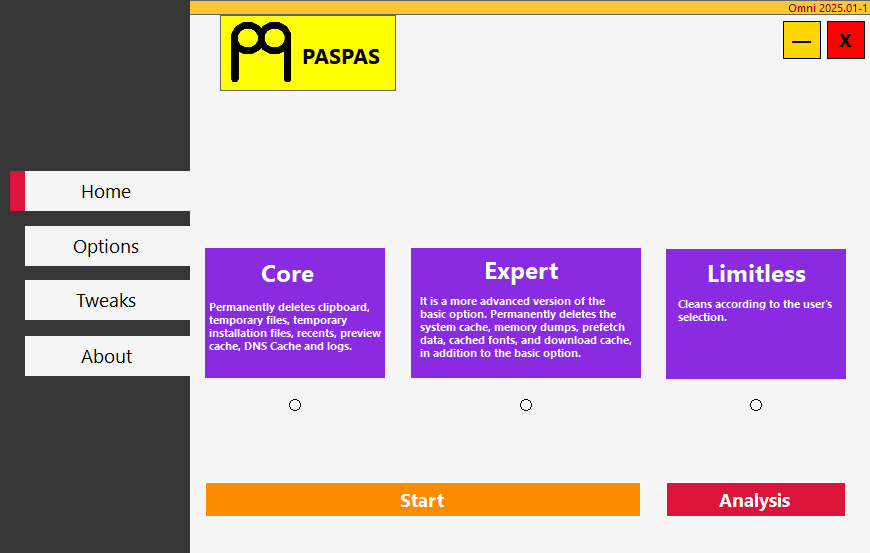 Omni 2025.01-1
PASPAS
—
X
Home
Options
Tweaks
About
Core
Permanently deletes clipboard,
temporary files, temporary
installation files, recents, preview
cache, DNS Cache and logs.
Expert
It is a more advanced version of the
basic option. Permanently deletes the
system cache, memory dumps, prefetch
data, cached fonts, and download cache,
in addition to the basic option.
Limitless
Cleans according to the user's
selection.
Start
Analysis